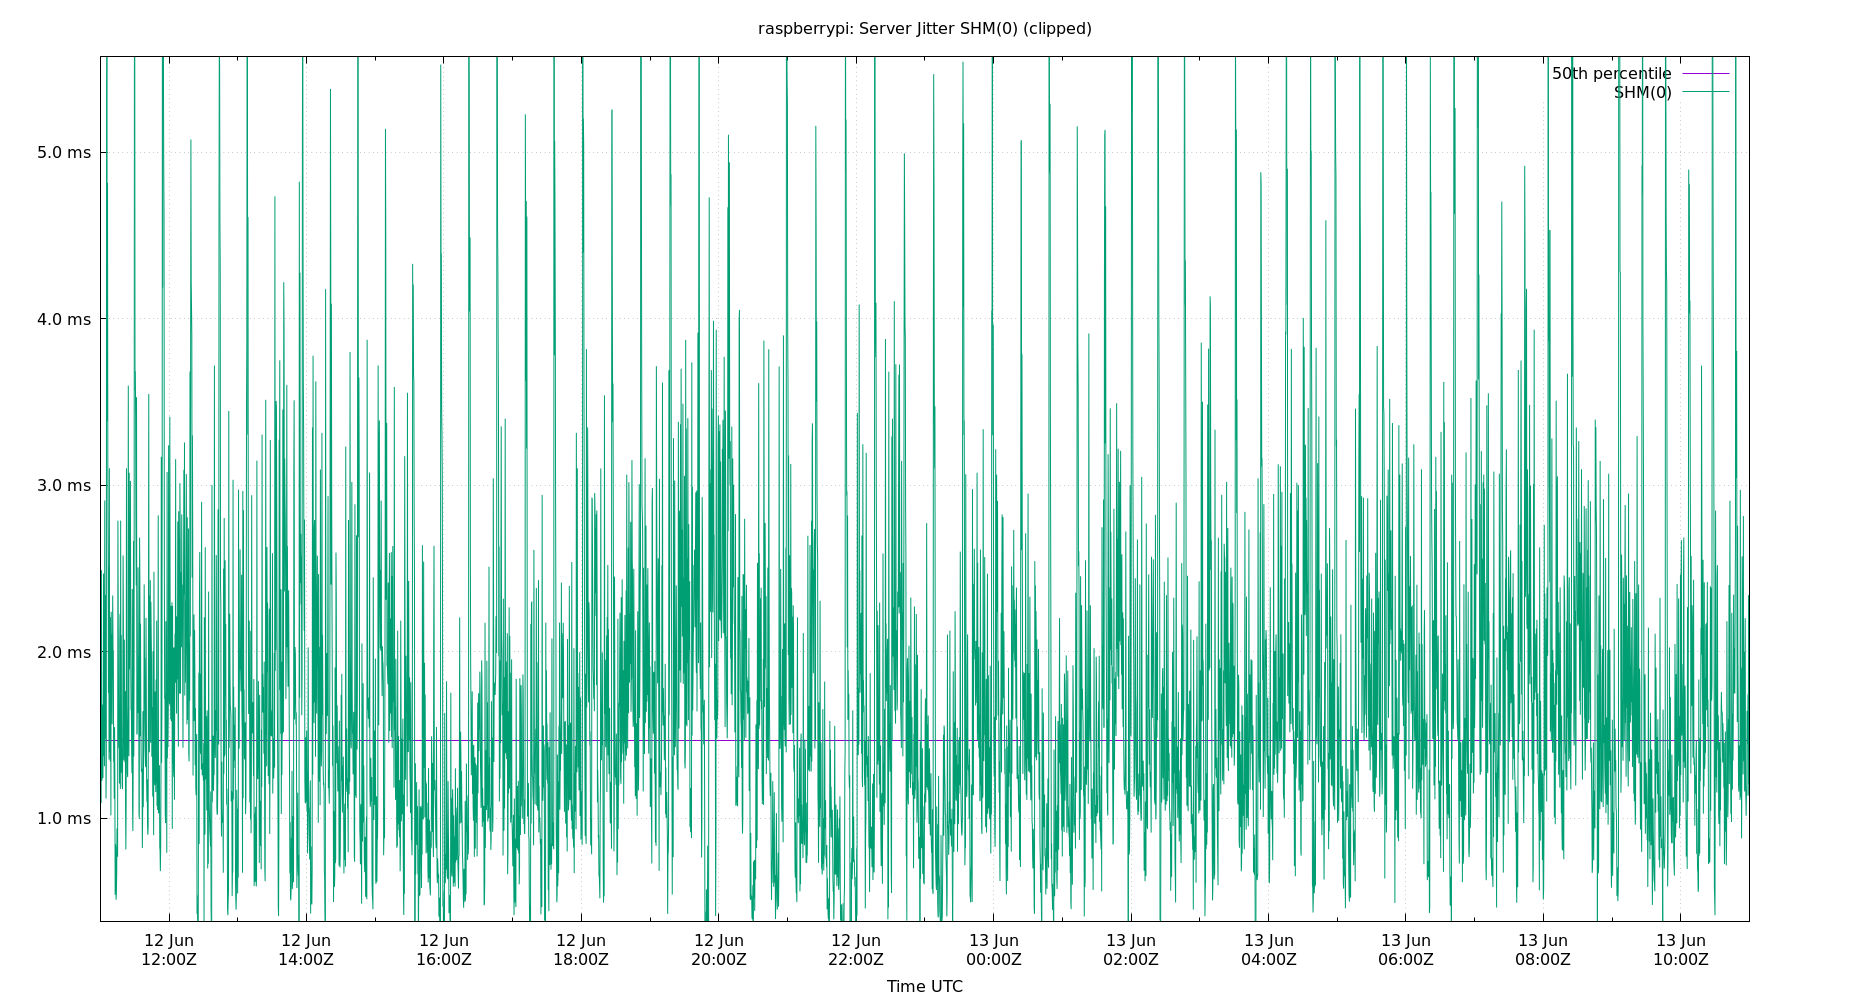 raspberrypi: Server Jitter SHM(0) (clipped)
50th percentile
SHM(0)
5.0 ms
4.0 ms
3.0 ms
2.0 ms
1.0 ms
12 Jun 12 Jun 12 Jun 12 Jun 12 Jun 12 Jun 13 Jun 13 Jun 13 Jun 13 Jun 13 Jun 13 Jun
12:00Z 14:00Z 16:00Z 18:00Z 20:00Z 22:00Z 00:00Z 02:00Z 04:00Z 06:00Z 08:00Z 10:00Z
Time UTC